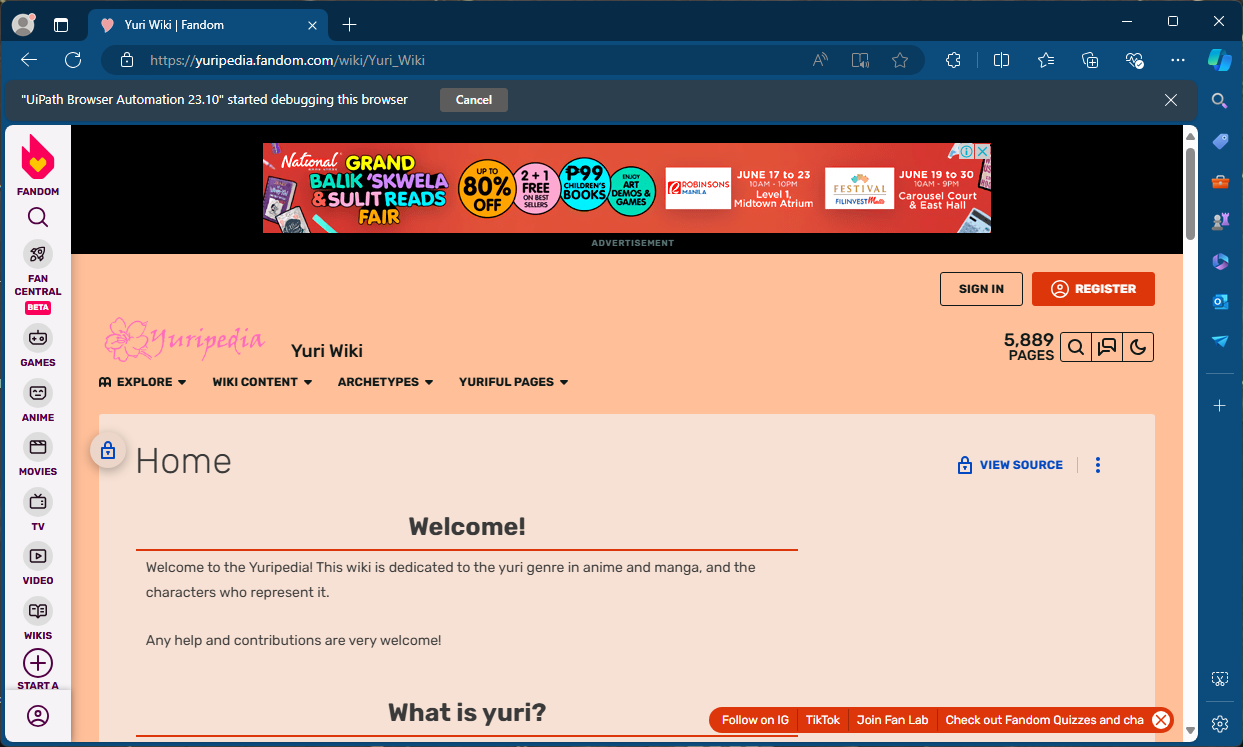 Yuri Wiki | Fandom
https://yuripedia.fandom.com/wiki/Yuri_Wiki
"UiPath Browser Automation 23.10" started debugging this browser
Cancel
FANDOM
FAN
CENTRAL
BETA
GAMES
ANIME
MOVIES
TV
VIDEO
WIKIS
START A
National
GRAND
BALIK 'SKWELA
& SULIT READS
FAIR
UP TO
80%
OFF
2 + 1
FREE
ON BEST
SELLERS
₱99
CHILDREN'S
BOOKS
ENJOY
ART
DEMOS &
GAMES
ROBINSONS
MANILA
JUNE 17 to 23
10AM - 10PM
Level 1,
Midtown Atrium
FESTIVAL
FILINVEST Malls
JUNE 19 to 30
10AM - 9PM
Carousel Court
& East Hall
ADVERTISEMENT
SIGN IN
REGISTER
Yuripedia
Yuri Wiki
5,889
PAGES
EXPLORE
WIKI CONTENT
ARCHETYPES
YURIFUL PAGES
Home
VIEW SOURCE
Welcome!
Welcome to the Yuripedia! This wiki is dedicated to the yuri genre in anime and manga, and the
characters who represent it.
Any help and contributions are very welcome!
What is yuri?
Follow on IG
TikTok
Join Fan Lab
Check out Fandom Quizzes and cha